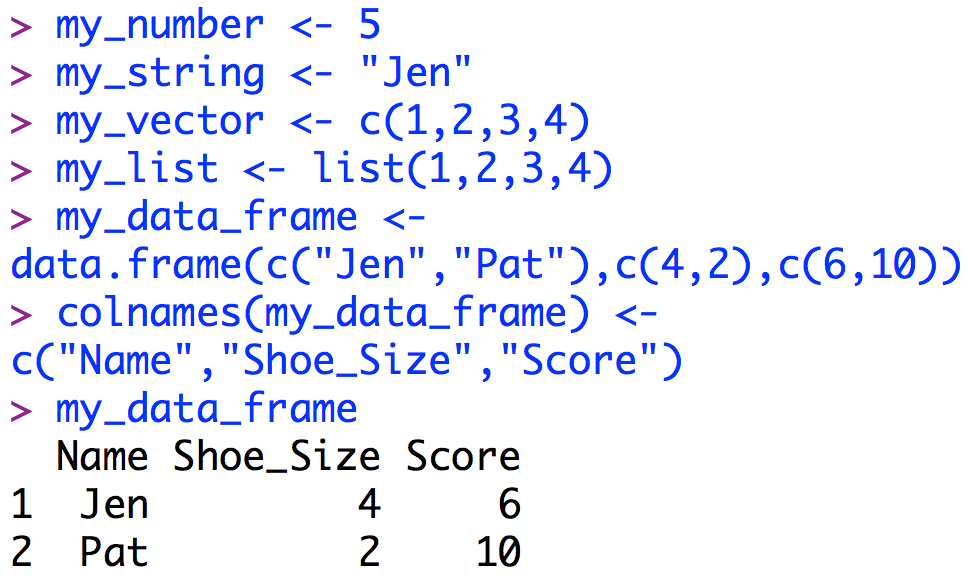 > my_number <- 5
> my_string <- "Jen"
> my_vector <- c(1,2,3,4)
> my_list <- list(1,2,3,4)
> my_data_frame <-
data.frame(c("Jen","Pat"),c(4,2),c(6,10))
> colnames(my_data_frame) <-
c("Name","Shoe_Size","Score")
> my_data_frame
  Name Shoe_Size Score
1  Jen         4     6
2  Pat         2    10